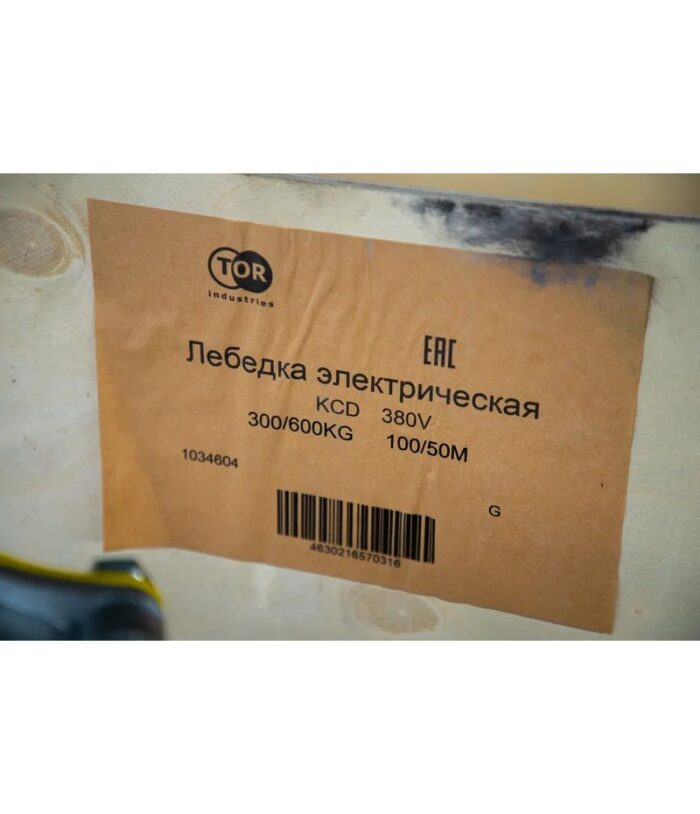 TOR
industries
EAC
Лебедка электрическая
KCD 380V
300/600KG 100/50M
1034604
G
4630216570316